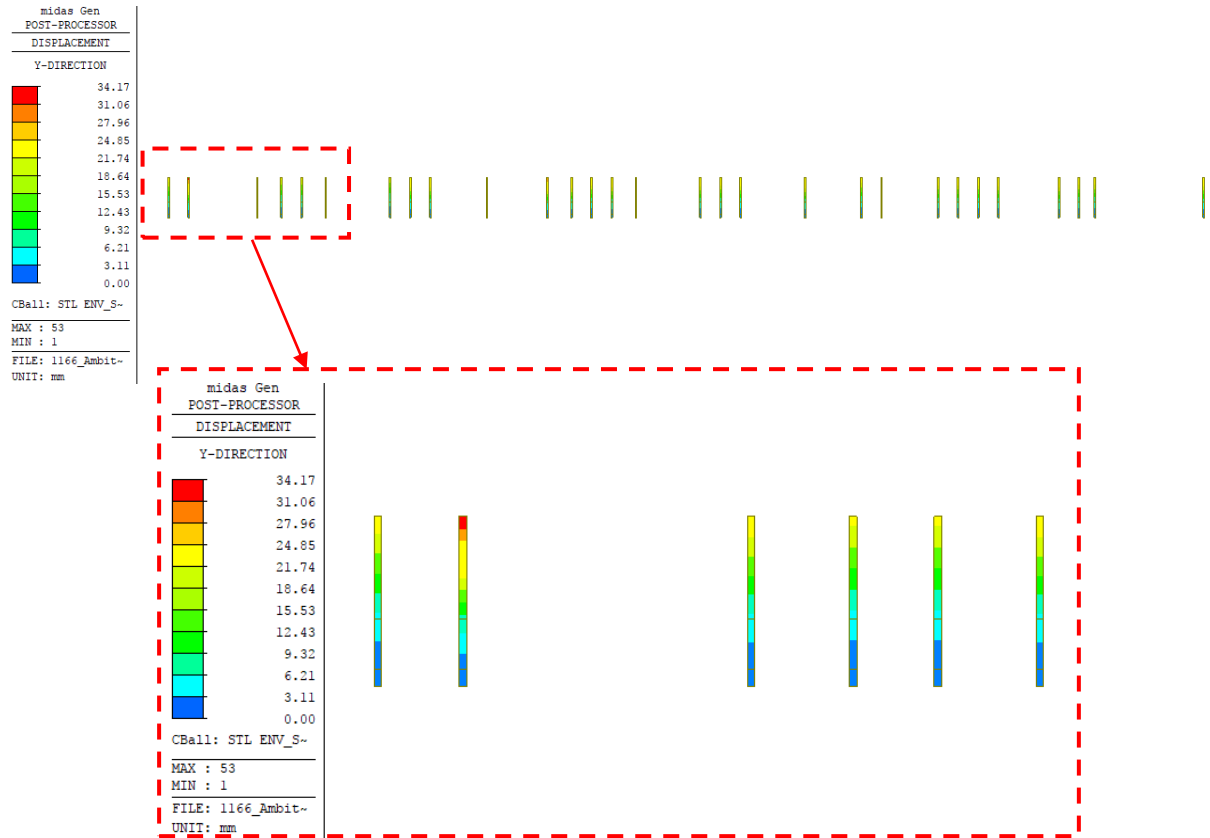 midas Gen
POST-PROCESSOR
DISPLACEMENT
Y-DIRECTION
34.17
31.06
27.96
24.85
21.74
18.64
15.53
12.43
9.32
6.21
3.11
0.00
CBall: STL ENV_S~
MAX : 53
MIN : 1
FILE: 1166_Ambit~
UNIT: mm
midas Gen
POST-PROCESSOR
DISPLACEMENT
Y-DIRECTION
34.17
31.06
27.96
24.85
21.74
18.64
15.53
12.43
9.32
6.21
3.11
0.00
CBall: STL ENV_S~
MAX : 53
MIN : 1
FILE: 1166_Ambit~
UNIT: mm